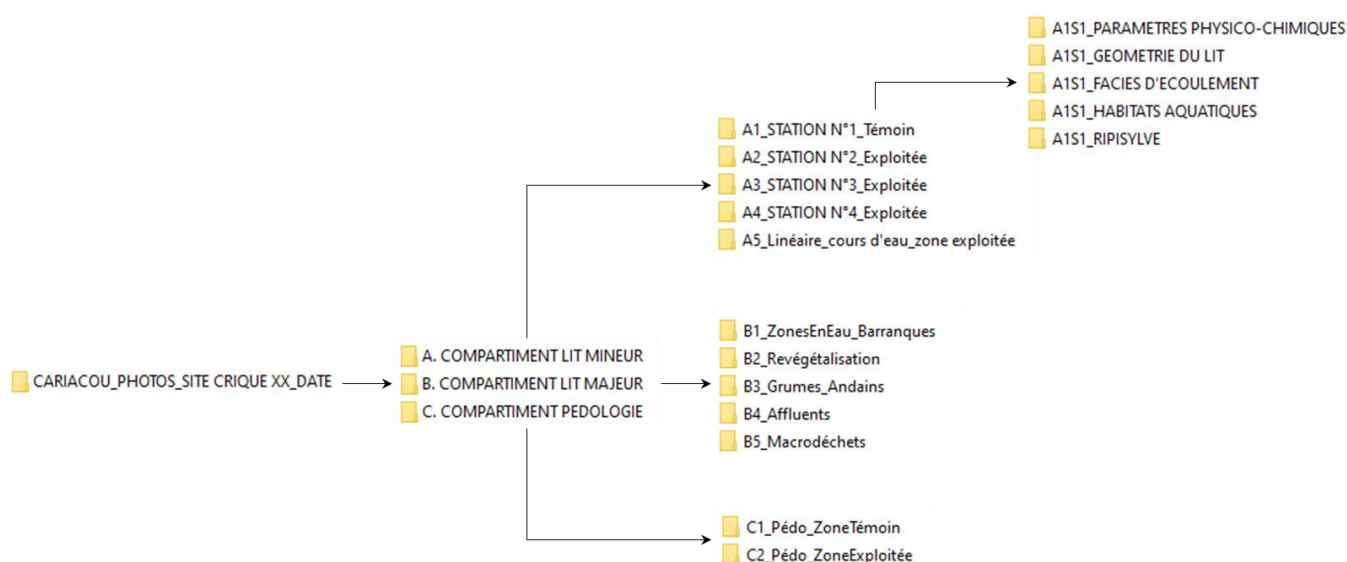 A1S1_PARAMETRES PHYSICO-CHIMIQUES
A1S1_GEOMETRIE DU LIT
A1S1_FACIES D'ECOULEMENT
A1S1_HABITATS AQUATIQUES
A1S1_RIPISYLVE
A1_STATION N°1_Témoin
A2_STATION N°2_Exploitée
A3_STATION N°3_Exploitée
A4_STATION N°4_Exploitée
A5_Linéaire_cours d'eau_zone exploitée
CARIACOU_PHOTOS_SITE CRIQUE XX_DATE
A. COMPARTIMENT LIT MINEUR
B. COMPARTIMENT LIT MAJEUR
C. COMPARTIMENT PEDOLOGIE
B1_ZonesEnEau_Barranques
B2_Revégétalisation
B3_Grumes_Andains
B4_Affluents
B5_Macrodéchets
C1_Pédo_ZoneTémoin
C2_Pédo_ZoneExploitée